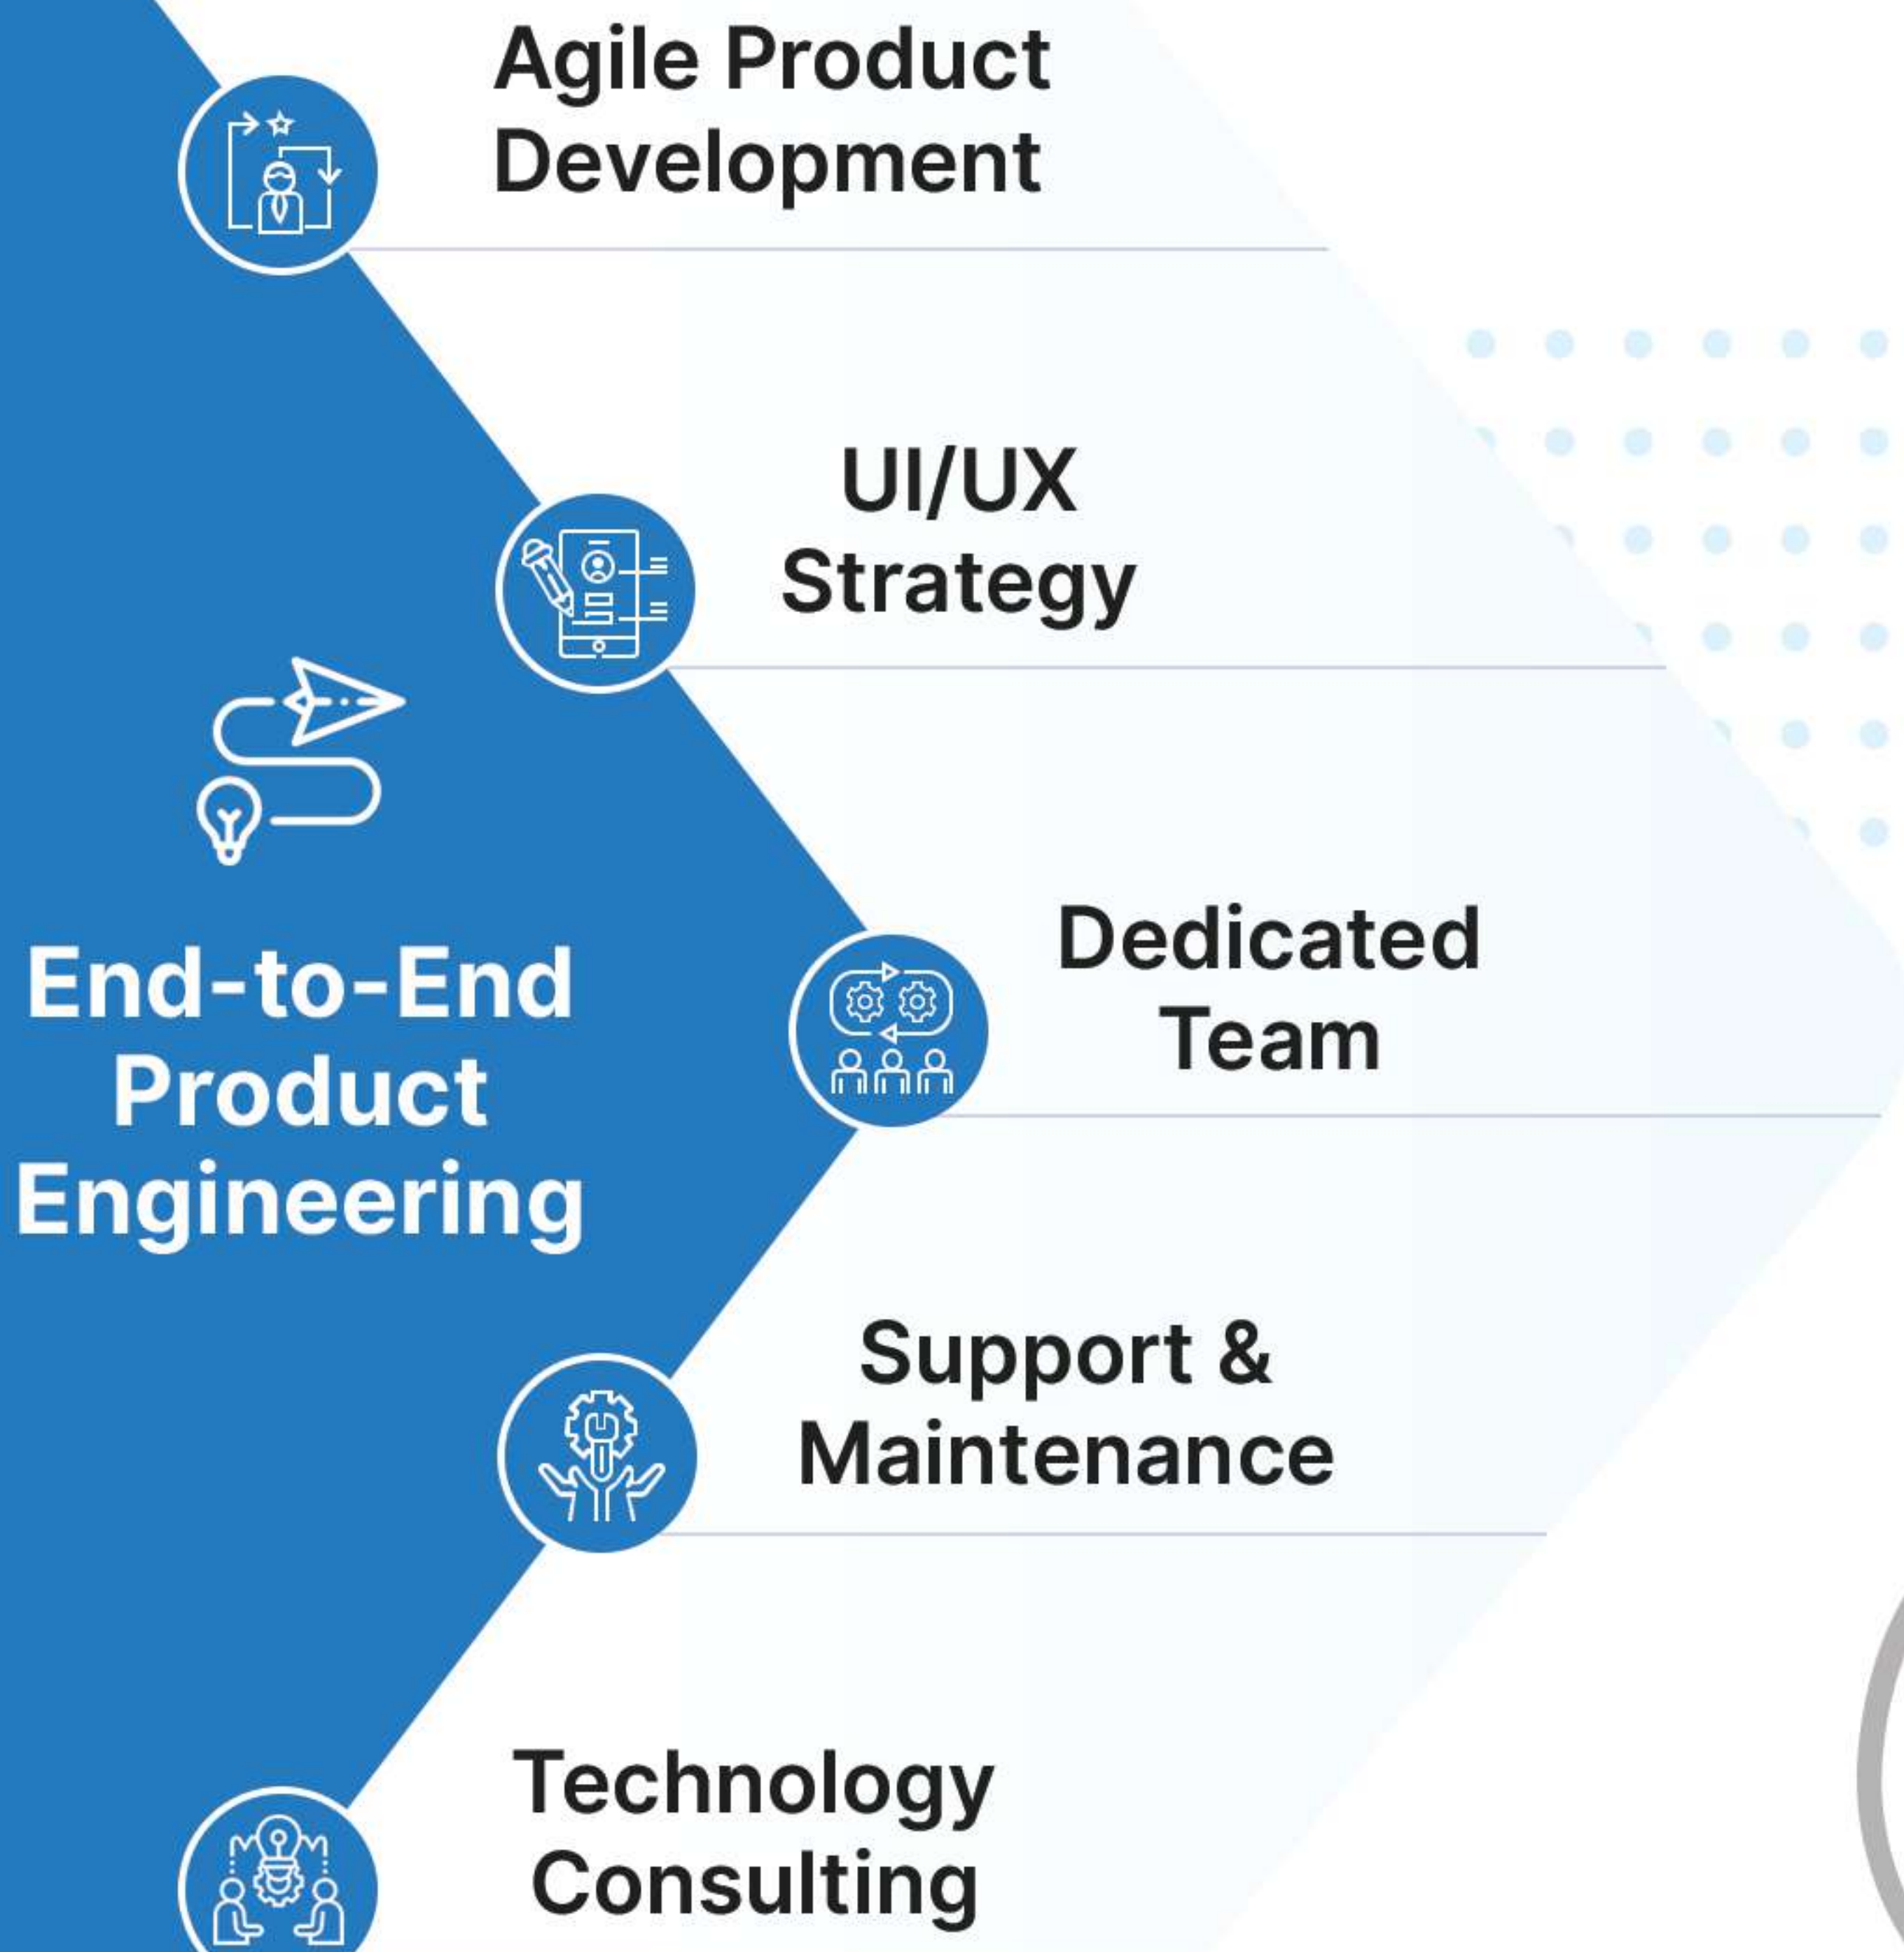 Agile Product
Development
UI/UX
Strategy
End-to-End
Product
Engineering
Dedicated
Team
Support &
Maintenance
Technology
Consulting